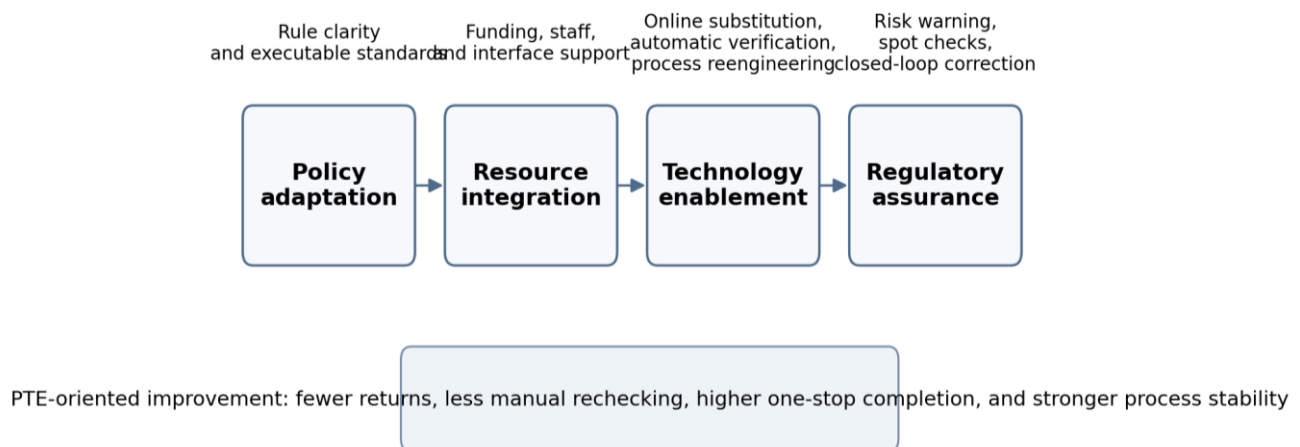 Rule clarity
and executable standards
Funding, staff,
and interface support
Online substitution,
automatic verification,
process reengineering
Risk warning,
spot checks,
closed-loop correction
Policy
adaptation
Resource
integration
Technology
enablement
Regulatory
assurance
PTE-oriented improvement: fewer returns, less manual rechecking, higher one-stop completion, and stronger process stability